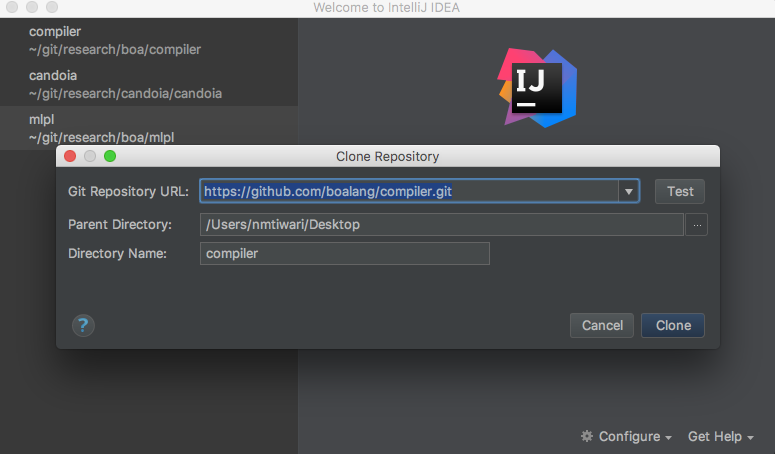 Welcome to IntelliJ IDEA
compiler
~/git/research/boa/compiler
candoia
~/git/research/candoia/candoia
mlpl
~/git/research/boa/mlpl
IJ
Clone Repository
Git Repository URL: https://github.com/boalang/compiler.git Test
Parent Directory: /Users/nmtiwari/Desktop ...
Directory Name: compiler
? Cancel Clone
Configure Get Help